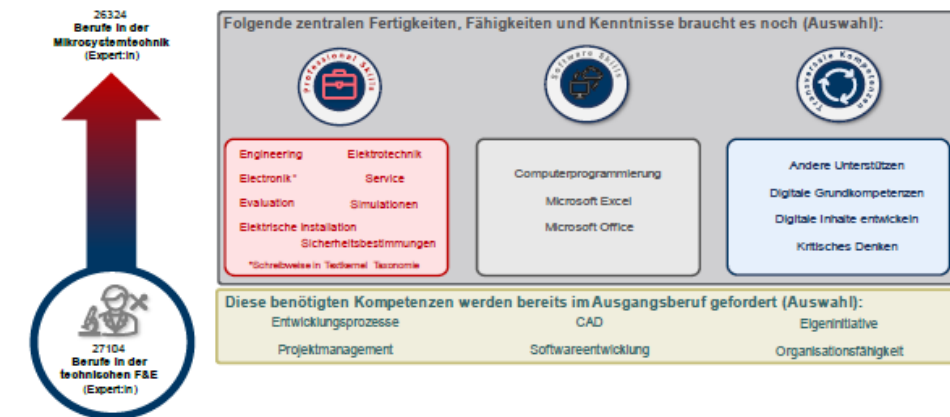 26324
Berufe in der
Mikrosystemtechnik
(Expert:in)
27104
Berufe in der
technischen F&E
(Expert:in)
Folgende zentralen Fertigkeiten, Fähigkeiten und Kenntnisse braucht es noch (Auswahl):
Professional Skills
Software Skills
Transversale Kompetenzen
Engineering Elektrotechnik
Electronik* Service
Evaluation Simulationen
Elektrische Installation
Sicherheitsbestimmungen
*Schreibweise in Textkernel Taxonomie
Computerprogrammierung
Microsoft Excel
Microsoft Office
Andere Unterstützen
Digitale Grundkompetenzen
Digitale Inhalte entwickeln
Kritisches Denken
Diese benötigten Kompetenzen werden bereits im Ausgangsberuf gefordert (Auswahl):
Entwicklungsprozesse CAD Eigeninitiative
Projektmanagement Softwareentwicklung Organisationsfähigkeit